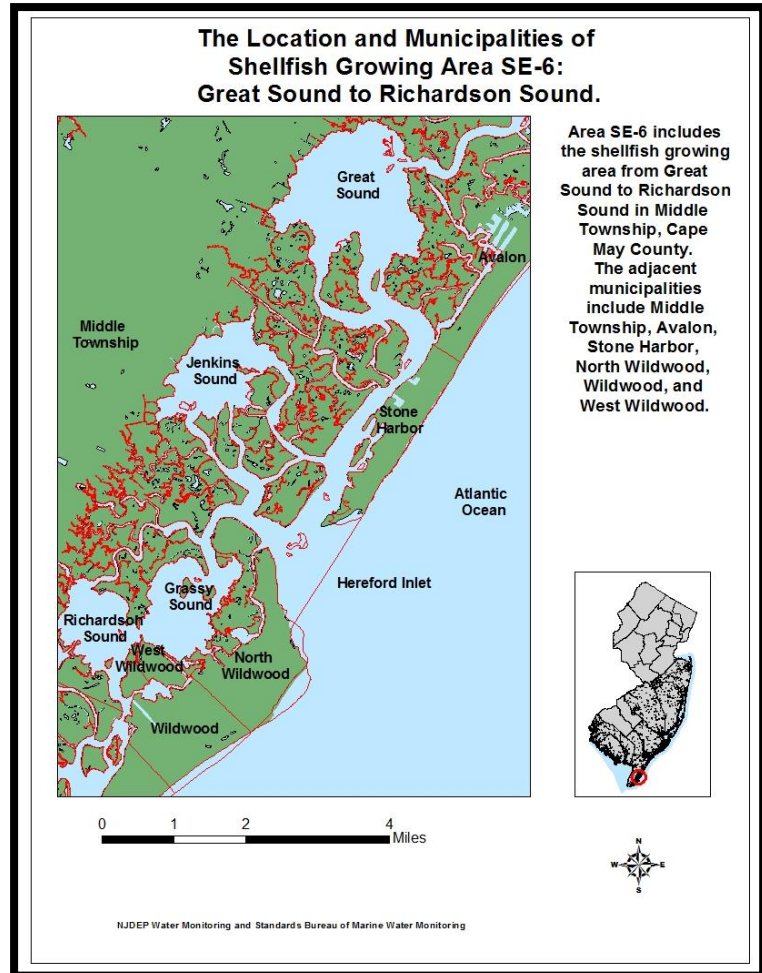 The Location and Municipalities of
Shellfish Growing Area SE-6:
Great Sound to Richardson Sound.
Area SE-6 includes
the shellfish growing
area from Great
Sound to Richardson
Sound in Middle
Township, Cape
May County.
The adjacent
municipalities
include Middle
Township, Avalon,
Stone Harbor,
North Wildwood,
Wildwood, and
West Wildwood.
Great
Sound
Avalon
Middle
Township
Jenkins
Sound
Stone
Harbor
Atlantic
Ocean
Hereford Inlet
Grassy
Sound
Richardson
Sound
West
Wildwood
North
Wildwood
Wildwood
0 1 2 4
Miles
N
W E
S
NJDEP Water Monitoring and Standards Bureau of Marine Water Monitoring